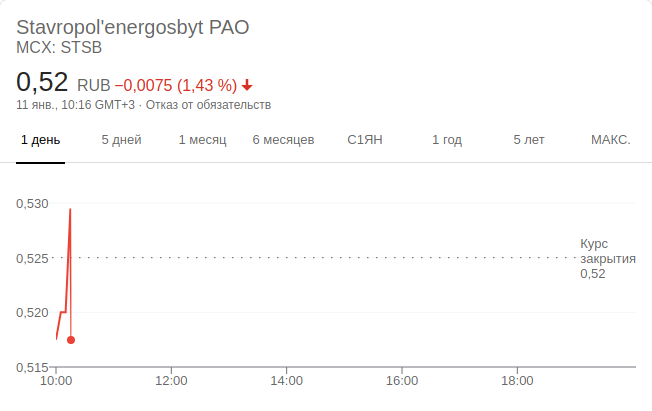 Stavropol'energosbyt PAO
MCX: STSB
0,52 RUB −0,0075 (1,43 %)
11 янв., 10:16 GMT+3 · Отказ от обязательств
1 день 5 дней 1 месяц 6 месяцев С1ЯН 1 год 5 лет МАКС.
0,530
0,525
0,520
0,515
Курс
закрытия
0,52
10:00 12:00 14:00 16:00 18:00